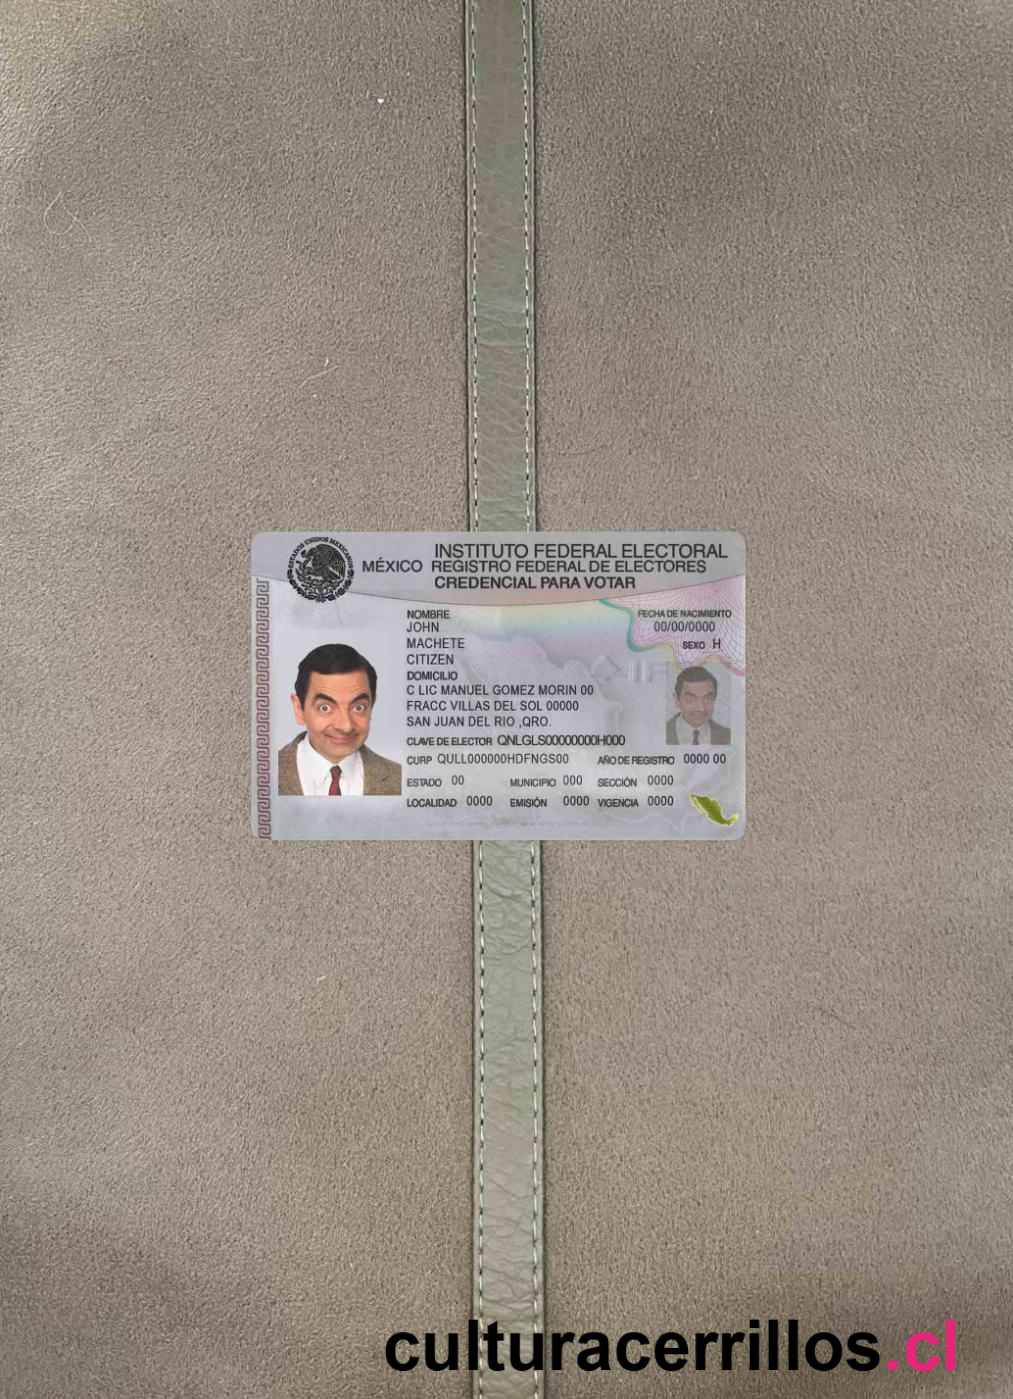 ESTADOS UNIDOS MEXICANOS
INSTITUTO FEDERAL ELECTORAL
MÉXICO REGISTRO FEDERAL DE ELECTORES
CREDENCIAL PARA VOTAR
NOMBRE
JOHN
MACHETE
CITIZEN
FECHA DE NACIMIENTO
00/00/0000
SEXO H
DOMICILIO
C LIC MANUEL GOMEZ MORIN 00
FRACC VILLAS DEL SOL 00000
SAN JUAN DEL RIO ,QRO.
CLAVE DE ELECTOR QNLGLS00000000H000
CURP QULL000000HDFNGS00 AÑO DE REGISTRO 0000 00
ESTADO 00 MUNICIPIO 000 SECCIÓN 0000
LOCALIDAD 0000 EMISIÓN 0000 VIGENCIA 0000
culturacerrillos.cl